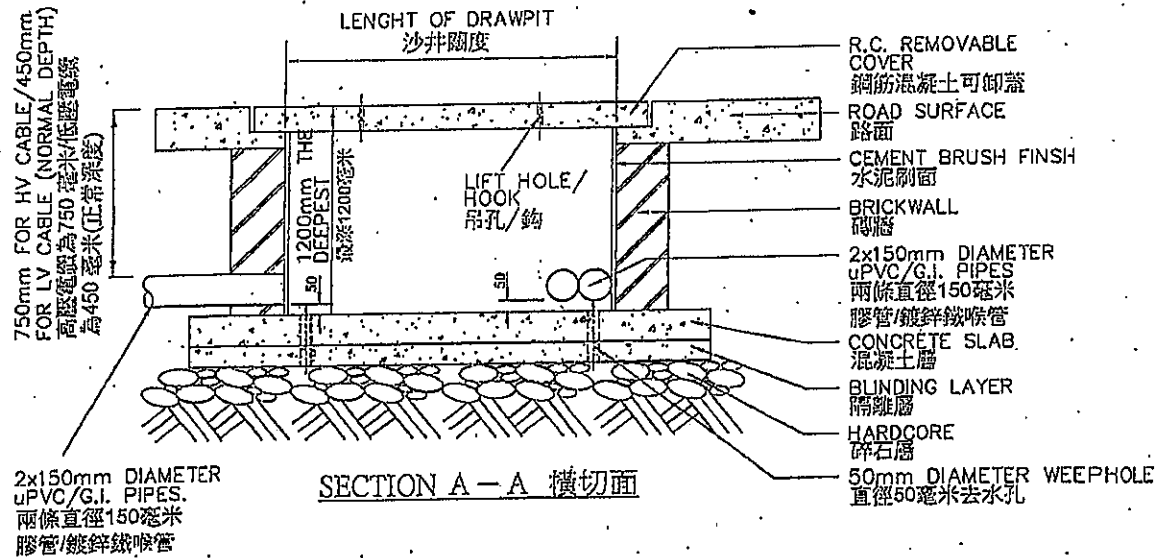 LENGHT OF DRAWPIT
沙井闊度
750mm FOR HV CABLE/450mm
FOR LV CABLE (NORMAL DEPTH)
高壓電纜為750 毫米/低壓電纜
為450 毫米(正常深度)
1200mm THE
DEEPEST
最深1200毫米
LIFT HOLE/
HOOK
吊孔/鈎
50
50
R.C. REMOVABLE
COVER
鋼筋混凝土可卸蓋
ROAD SURFACE
路面
CEMENT BRUSH FINSH
水泥刷面
BRICKWALL
磚牆
2x150mm DIAMETER
uPVC/G.I. PIPES
兩條直徑150毫米
膠管/鍍鋅鐵喉管
CONCRETE SLAB
混凝土層
BLINDING LAYER
隔離層
HARDCORE
碎石層
50mm DIAMETER WEEPHOLE
直徑50毫米去水孔
2x150mm DIAMETER
uPVC/G.I. PIPES.
兩條直徑150毫米
膠管/鍍鋅鐵喉管
SECTION A-A 橫切面